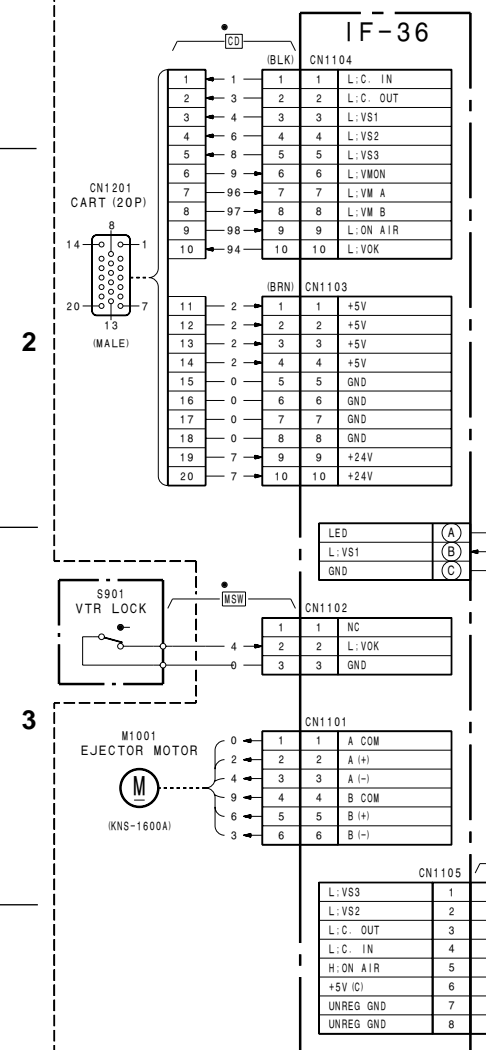 IF-36
CD
(BLK) CN1104
1 1 1 1 L;C. IN
2 3 2 2 L;C. OUT
3 4 3 3 L;VS1
4 6 4 4 L;VS2
5 8 5 5 L;VS3
6 9 6 6 L;VMON
7 96 7 7 L;VM A
8 97 8 8 L;VM B
9 98 9 9 L;ON AIR
10 94 10 10 L;VOK
CN1201
CART (20P)
8
14 1
20 7
13
(MALE)
(BRN) CN1103
11 2 1 1 +5V
12 2 2 2 +5V
13 2 3 3 +5V
14 2 4 4 +5V
15 0 5 5 GND
16 0 6 6 GND
17 0 7 7 GND
18 0 8 8 GND
19 7 9 9 +24V
20 7 10 10 +24V
2
LED A
L;VS1 B
GND C
S901
VTR LOCK
MSW
CN1102
1 1 NC
4 2 2 L;VOK
0 3 3 GND
3
M1001
EJECTOR MOTOR
M
(KNS-1600A)
CN1101
0 1 1 A COM
2 2 2 A (+)
4 3 3 A (-)
9 4 4 B COM
6 5 5 B (+)
3 6 6 B (-)
CN1105
L;VS3 1
L;VS2 2
L;C. OUT 3
L;C. IN 4
H;ON AIR 5
+5V (C) 6
UNREG GND 7
UNREG GND 8